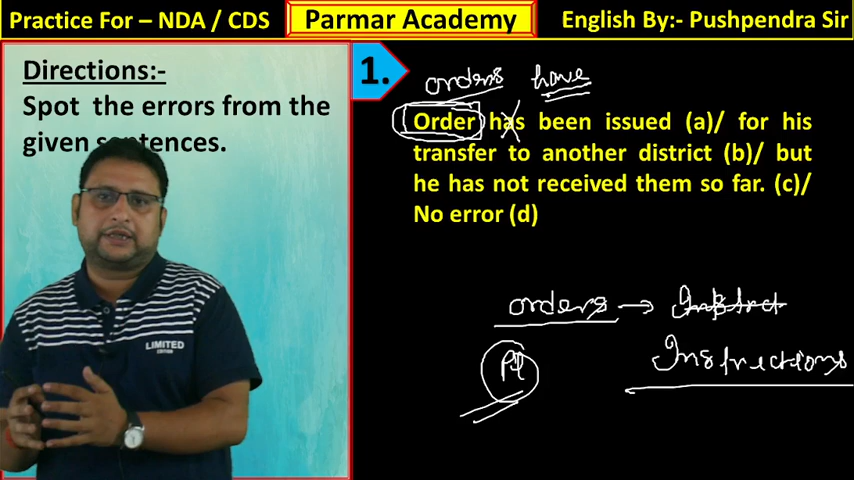 Practice For – NDA / CDS
Parmar Academy
English By:- Pushpendra Sir
Directions:-
Spot the errors from the
given sentences.
LIMITED
EDITION
1.
orders have
Order has been issued (a)/ for his
transfer to another district (b)/ but
he has not received them so far. (c)/
No error (d)
orders →
Pl
Instructions